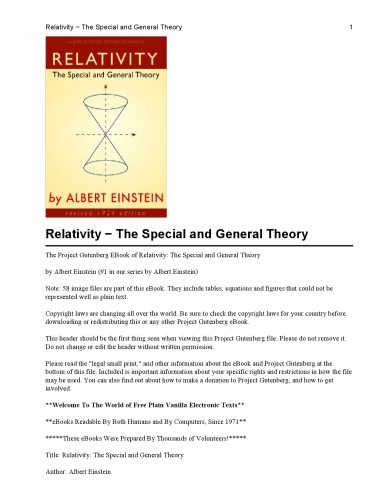 Relativity − The Special and General Theory 1
RELATIVITY
The Special and General Theory
by ALBERT EINSTEIN
revised 1924 edition
Relativity − The Special and General Theory
The Project Gutenberg EBook of Relativity: The Special and General Theory
by Albert Einstein (#1 in our series by Albert Einstein)
Note: 58 image files are part of this eBook. They include tables, equations and figures that could not be
represented well as plain text.
Copyright laws are changing all over the world. Be sure to check the copyright laws for your country before
downloading or redistributing this or any other Project Gutenberg eBook.
This header should be the first thing seen when viewing this Project Gutenberg file. Please do not remove it.
Do not change or edit the header without written permission.
Please read the "legal small print," and other information about the eBook and Project Gutenberg at the
bottom of this file. Included is important information about your specific rights and restrictions in how the file
may be used. You can also find out about how to make a donation to Project Gutenberg, and how to get
involved.
**Welcome To The World of Free Plain Vanilla Electronic Texts**
**eBooks Readable By Both Humans and By Computers, Since 1971**
*****These eBooks Were Prepared By Thousands of Volunteers!*****
Title: Relativity: The Special and General Theory
Author: Albert Einstein